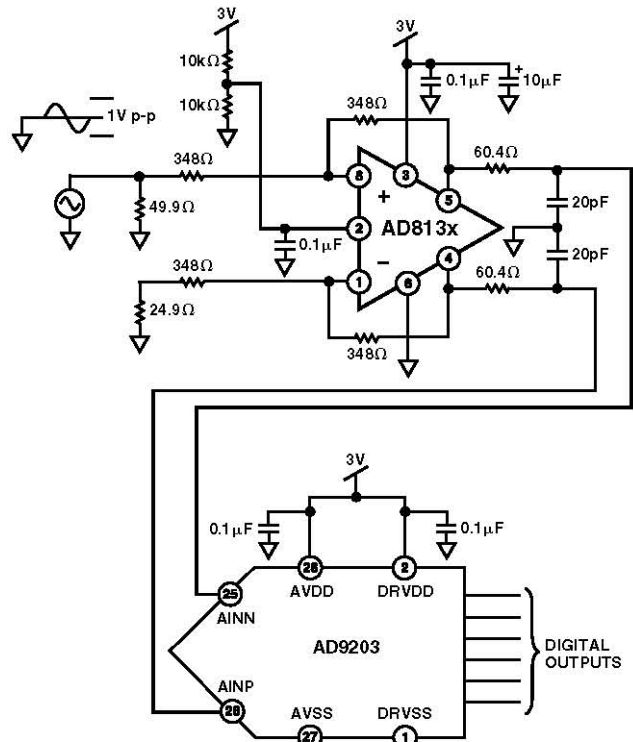 3V
3V
10kΩ
10kΩ
0.1μF
+
10μF
1V p-p
348Ω
348Ω
60.4Ω
8
3
5
+
49.9Ω
2
AD813x
20pF
0.1μF
20pF
348Ω
−
4
60.4Ω
1
6
24.9Ω
348Ω
3V
0.1μF
0.1μF
28
2
25
AVDD
DRVDD
AINN
AD9203
DIGITAL
OUTPUTS
AINP
26
AVSS
DRVSS
27
1